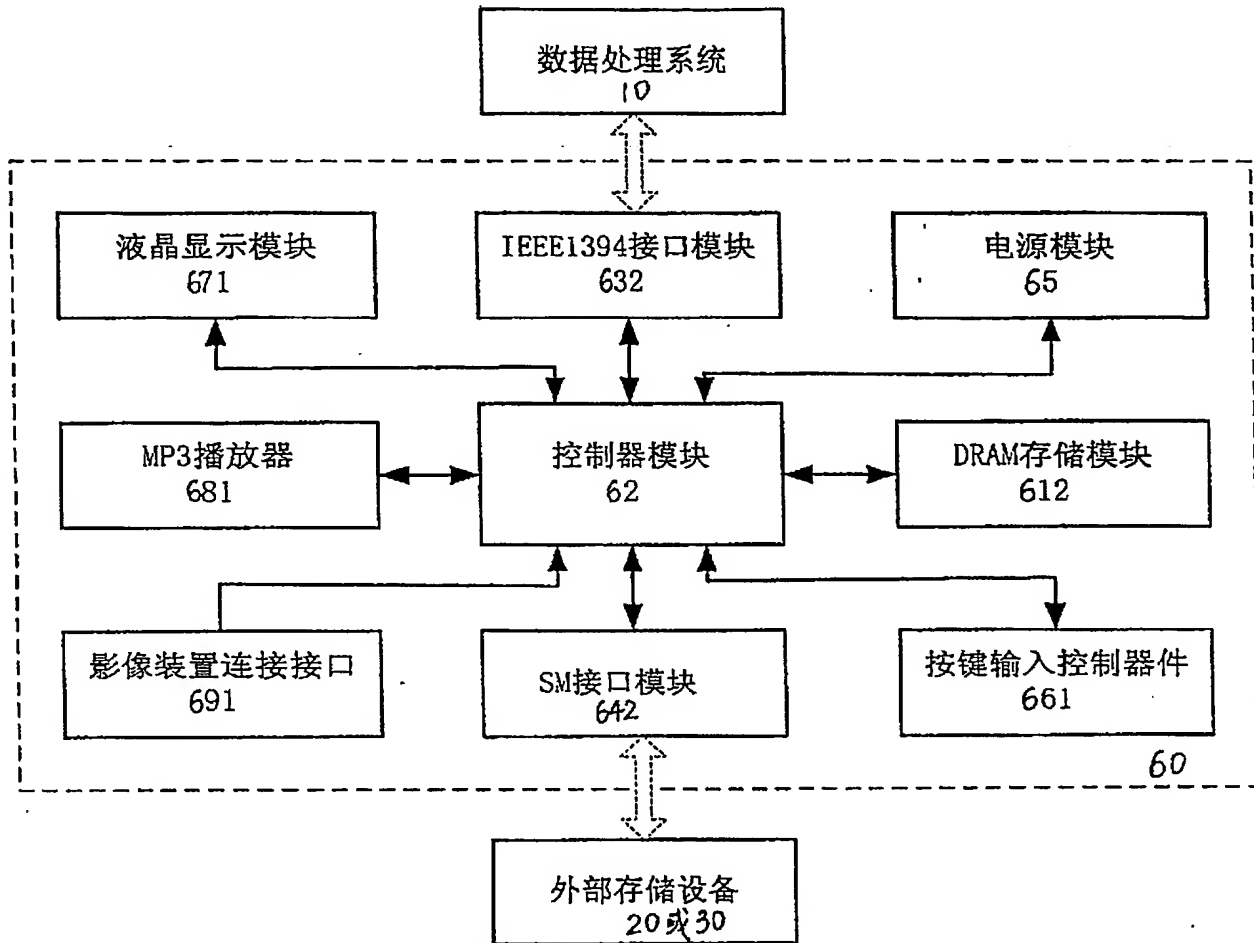 数据处理系统
10
液晶显示模块
671
IEEE1394接口模块
632
电源模块
65
MP3播放器
681
控制器模块
62
DRAM存储模块
612
影像装置连接接口
691
SM接口模块
642
按键输入控制器件
661
60
外部存储设备
20或30